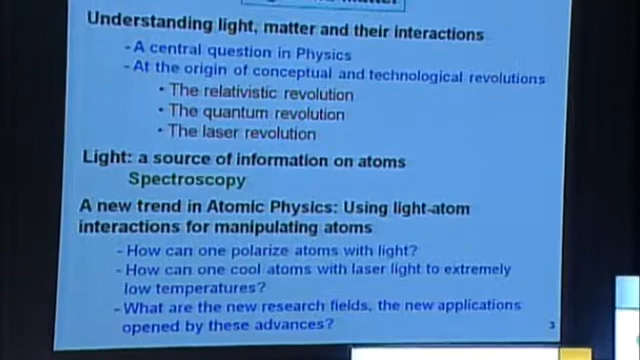 Understanding light, matter and their interactions
- A central question in Physics
- At the origin of conceptual and technological revolutions
• The relativistic revolution
• The quantum revolution
• The laser revolution
Light: a source of information on atoms
Spectroscopy
A new trend in Atomic Physics: Using light-atom
interactions for manipulating atoms
- How can one polarize atoms with light?
- How can one cool atoms with laser light to extremely
low temperatures?
- What are the new research fields, the new applications
opened by these advances?
3